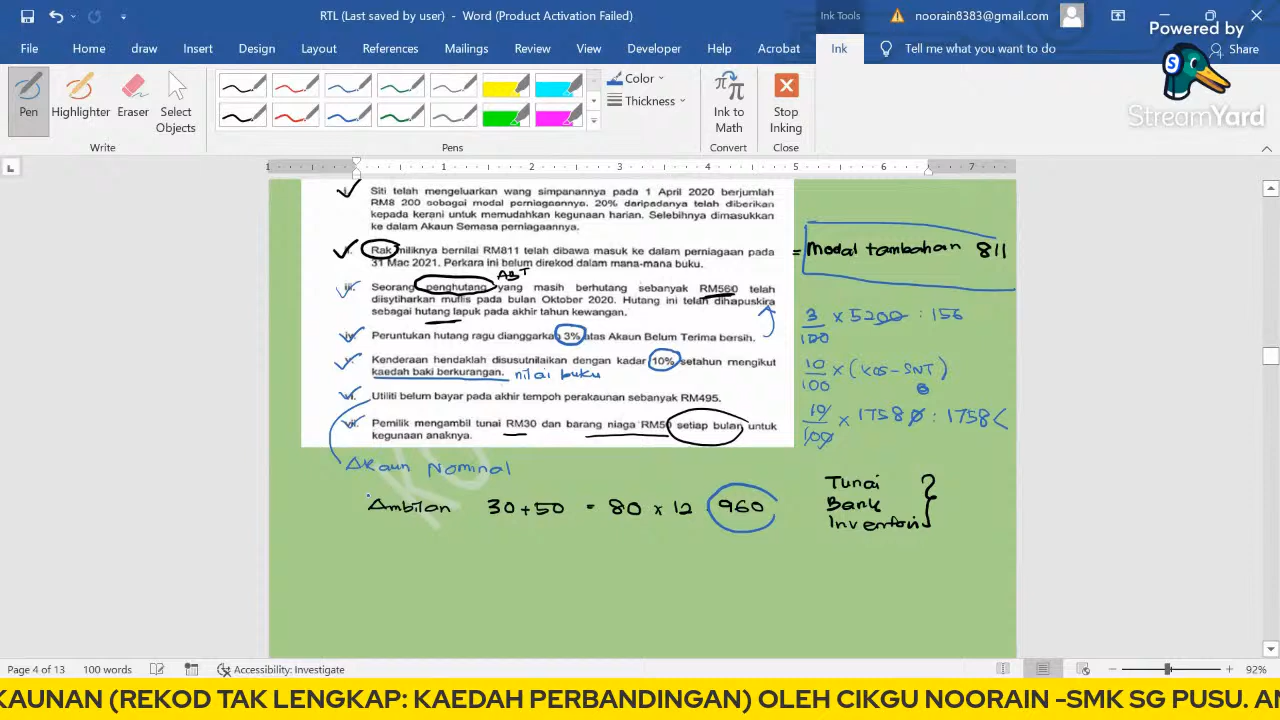 RTL (Last saved by user) - Word (Product Activation Failed)
Ink Tools
noorain8383@gmail.com
Powered by
StreamYard
File Home draw Insert Design Layout References Mailings Review View Developer Help Acrobat Ink Tell me what you want to do Share
Pen Highlighter Eraser Select Objects
Color
Thickness
Ink to Math
Stop Inking
Write Pens Convert Close
1 1 2 3 4 5 6 7
Siti telah mengeluarkan wang simpanannya pada 1 April 2020 berjumlah
RM8 200 sebagai modal perniagaannya. 20% daripadanya telah diberikan
kepada kerani untuk memudahkan kegunaan harian. Selebihnya dimasukkan
ke dalam Akaun Semasa perniagaannya.
ii. Rak miliknya bernilai RM811 telah dibawa masuk ke dalam perniagaan pada
31 Mac 2021. Perkara ini belum direkod dalam mana-mana buku.
= Modal tambahan 811
ABT
iii. Seorang penghutang yang masih berhutang sebanyak RM560 telah
diisytiharkan muflis pada bulan Oktober 2020. Hutang ini telah dihapuskira
sebagai hutang lapuk pada akhir tahun kewangan.
iv. Peruntukan hutang ragu dianggarkan 3% atas Akaun Belum Terima bersih.
3/100 x 5200 : 156
v. Kenderaan hendaklah disusutnilaikan dengan kadar 10% setahun mengikut
kaedah baki berkurangan. nilai buku
10/100 x (Kos - SNT)
0
vi. Utiliti belum bayar pada akhir tempoh perakaunan sebanyak RM495.
10/100 x 17580 : 1758
vii. Pemilik mengambil tunai RM30 dan barang niaga RM50 setiap bulan untuk
kegunaan anaknya.
Akaun Nominal
Ambilan 30 + 50 = 80 x 12 960
Tunai
Bank
Inventori
Page 4 of 13 100 words Accessibility: Investigate 92%
KAUNAN (REKOD TAK LENGKAP: KAEDAH PERBANDINGAN) OLEH CIKGU NOORAIN -SMK SG PUSU. AN